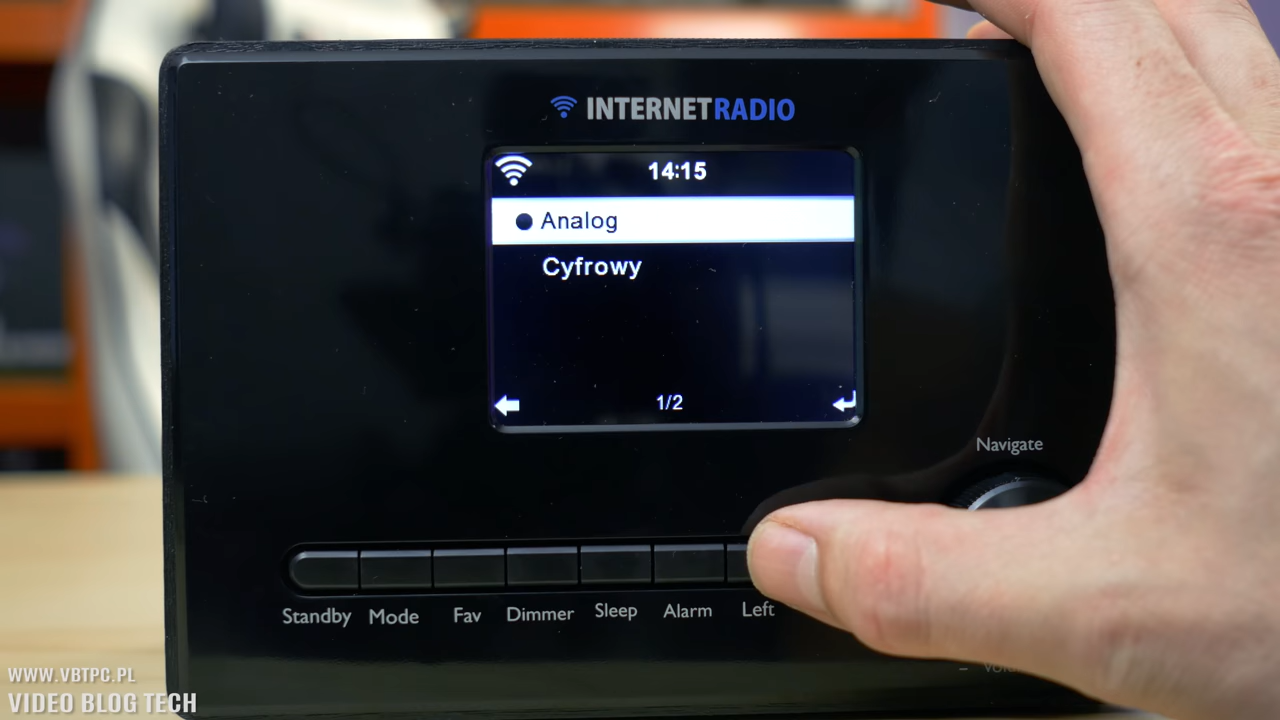 INTERNETRADIO
14:15
Analog
Cyfrowy
1/2
Navigate
Standby Mode Fav Dimmer Sleep Alarm Left
WWW.VBTPC.PL
VIDEO BLOG TECH